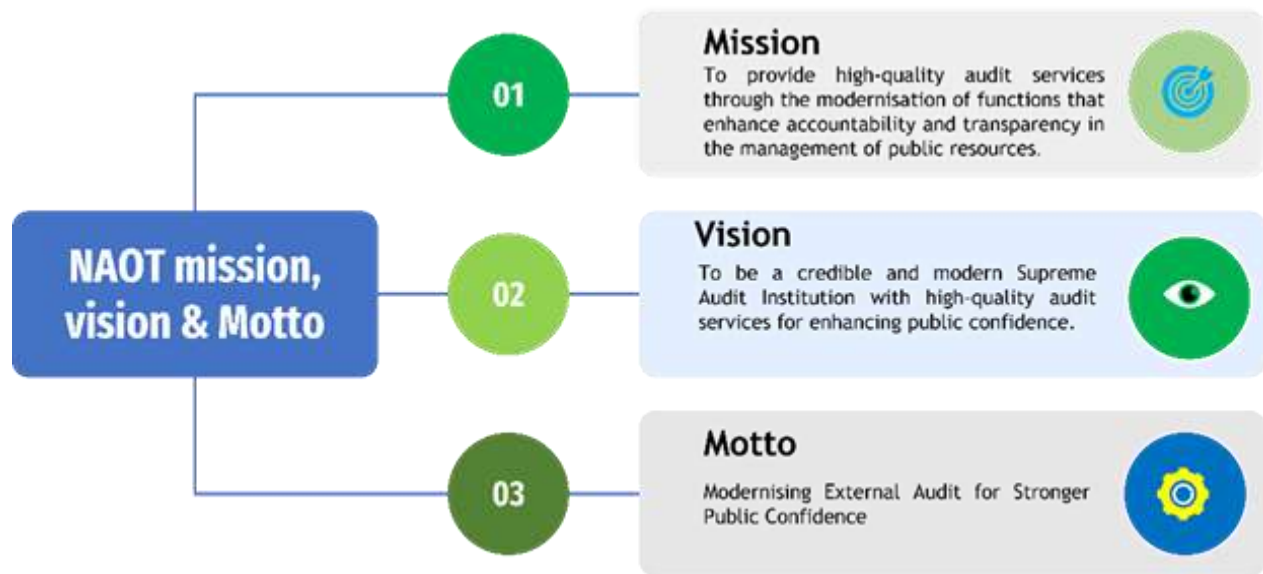 NAOT mission,
vision & Motto
01
Mission
To provide high-quality audit services
through the modernisation of functions that
enhance accountability and transparency in
the management of public resources.
02
Vision
To be a credible and modern Supreme
Audit Institution with high-quality audit
services for enhancing public confidence.
03
Motto
Modernising External Audit for Stronger
Public Confidence